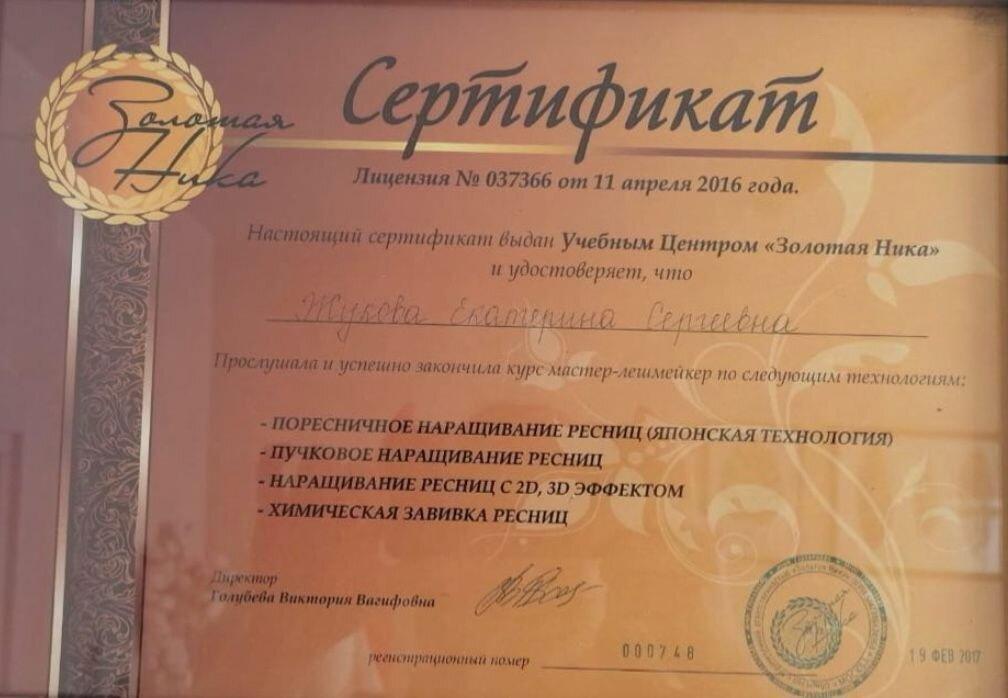 Золотая
Ника
Сертификат
Лицензия № 037366 от 11 апреля 2016 года.
Настоящий сертификат выдан Учебным Центром «Золотая Ника»
и удостоверяет, что
Жукова Екатерина Сергеевна
Прослушала и успешно закончила курс мастер-лешмейкер по следующим технологиям:
- ПОРЕСНИЧНОЕ НАРАЩИВАНИЕ РЕСНИЦ (ЯПОНСКАЯ ТЕХНОЛОГИЯ)
- ПУЧКОВОЕ НАРАЩИВАНИЕ РЕСНИЦ
- НАРАЩИВАНИЕ РЕСНИЦ С 2D, 3D ЭФФЕКТОМ
- ХИМИЧЕСКАЯ ЗАВИВКА РЕСНИЦ
Директор
Голубева Виктория Вагифовна
регистрационный номер 000748
19 ФЕВ 2017